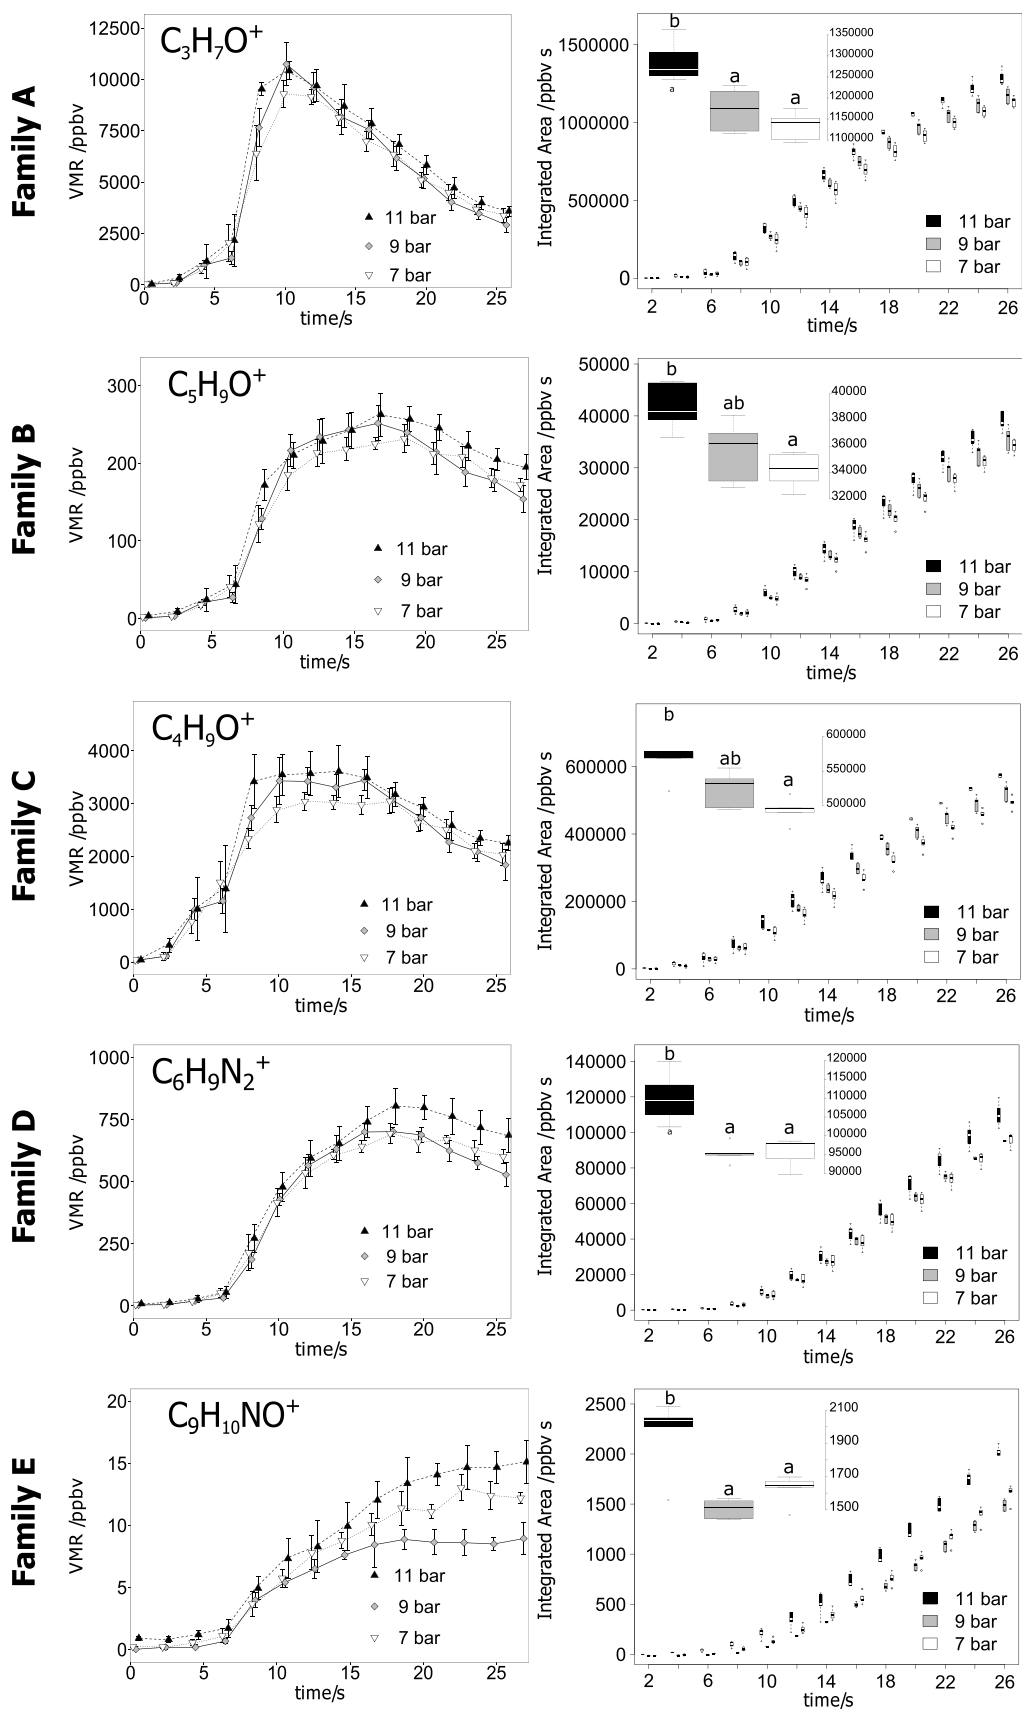 Family A
C3H7O+
VMR /ppbv
12500
10000
7500
5000
2500
0
0 5 10 15 20 25
time/s
11 bar
9 bar
7 bar
Integrated Area /ppbv s
1500000
1000000
500000
0
2 6 10 14 18 22 26
time/s
b
a
a
a
1350000
1300000
1250000
1200000
1150000
1100000
11 bar
9 bar
7 bar
Family B
C5H9O+
VMR /ppbv
300
200
100
0
0 5 10 15 20 25
time/s
11 bar
9 bar
7 bar
Integrated Area /ppbv s
50000
40000
30000
20000
10000
0
2 6 10 14 18 22 26
time/s
b
ab
a
40000
38000
36000
34000
32000
11 bar
9 bar
7 bar
Family C
C4H9O+
VMR /ppbv
4000
3000
2000
1000
0
0 5 10 15 20 25
time/s
11 bar
9 bar
7 bar
Integrated Area /ppbv s
600000
400000
200000
0
2 6 10 14 18 22 26
time/s
b
ab
a
600000
550000
500000
11 bar
9 bar
7 bar
Family D
C6H9N2+
VMR /ppbv
1000
750
500
250
0
0 5 10 15 20 25
time/s
11 bar
9 bar
7 bar
Integrated Area /ppbv s
140000
120000
100000
80000
60000
40000
20000
0
2 6 10 14 18 22 26
time/s
b
a
a
a
120000
115000
110000
105000
100000
95000
90000
11 bar
9 bar
7 bar
Family E
C9H10NO+
VMR /ppbv
20
15
10
5
0
0 5 10 15 20 25
time/s
11 bar
9 bar
7 bar
Integrated Area /ppbv s
2500
2000
1500
1000
500
0
2 6 10 14 18 22 26
time/s
b
a
a
2100
1900
1700
1500
11 bar
9 bar
7 bar